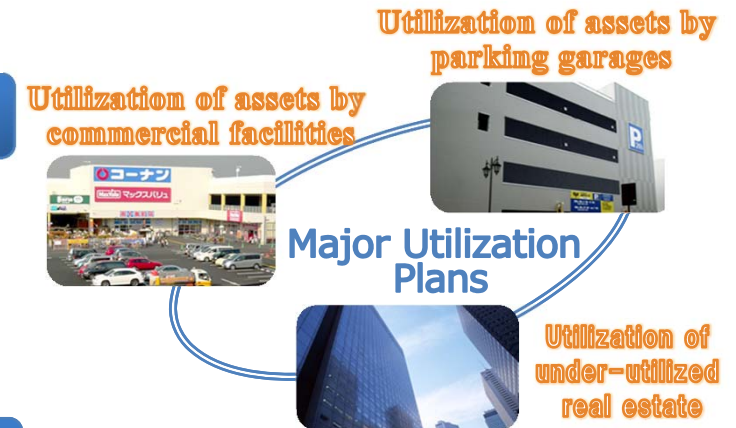 Utilization of assets by
parking garages
Utilization of assets by
commercial facilities
コーナン
マックスバリュ
P
Major Utilization
Plans
Utilization of
under-utilized
real estate